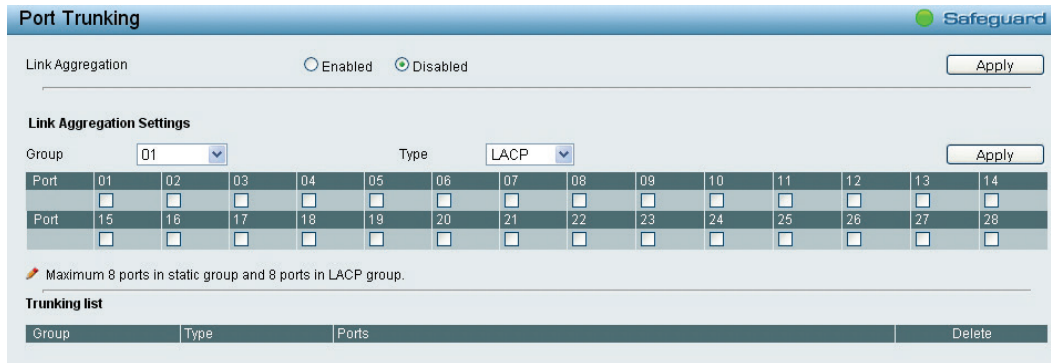 Port Trunking Safeguard
Link Aggregation Enabled Disabled Apply
Link Aggregation Settings
Group 01 Type LACP Apply
Port 01 02 03 04 05 06 07 08 09 10 11 12 13 14
Port 15 16 17 18 19 20 21 22 23 24 25 26 27 28
Maximum 8 ports in static group and 8 ports in LACP group.
Trunking list
Group Type Ports Delete